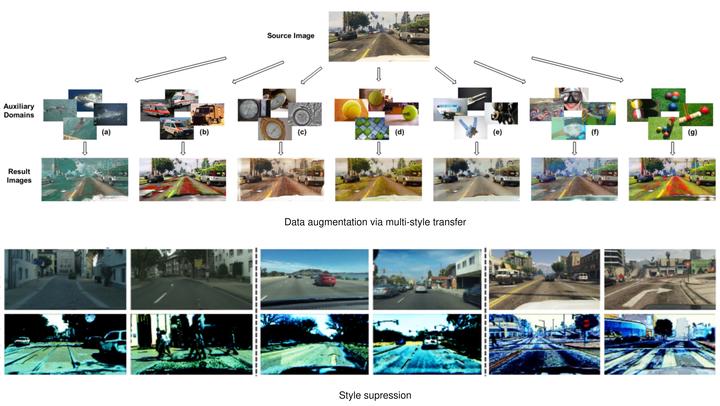 Source Image
Auxiliary
Domains
(a)
(b)
(c)
(d)
(e)
(f)
(g)
Result
Images
Data augmentation via multi-style transfer
Style supression